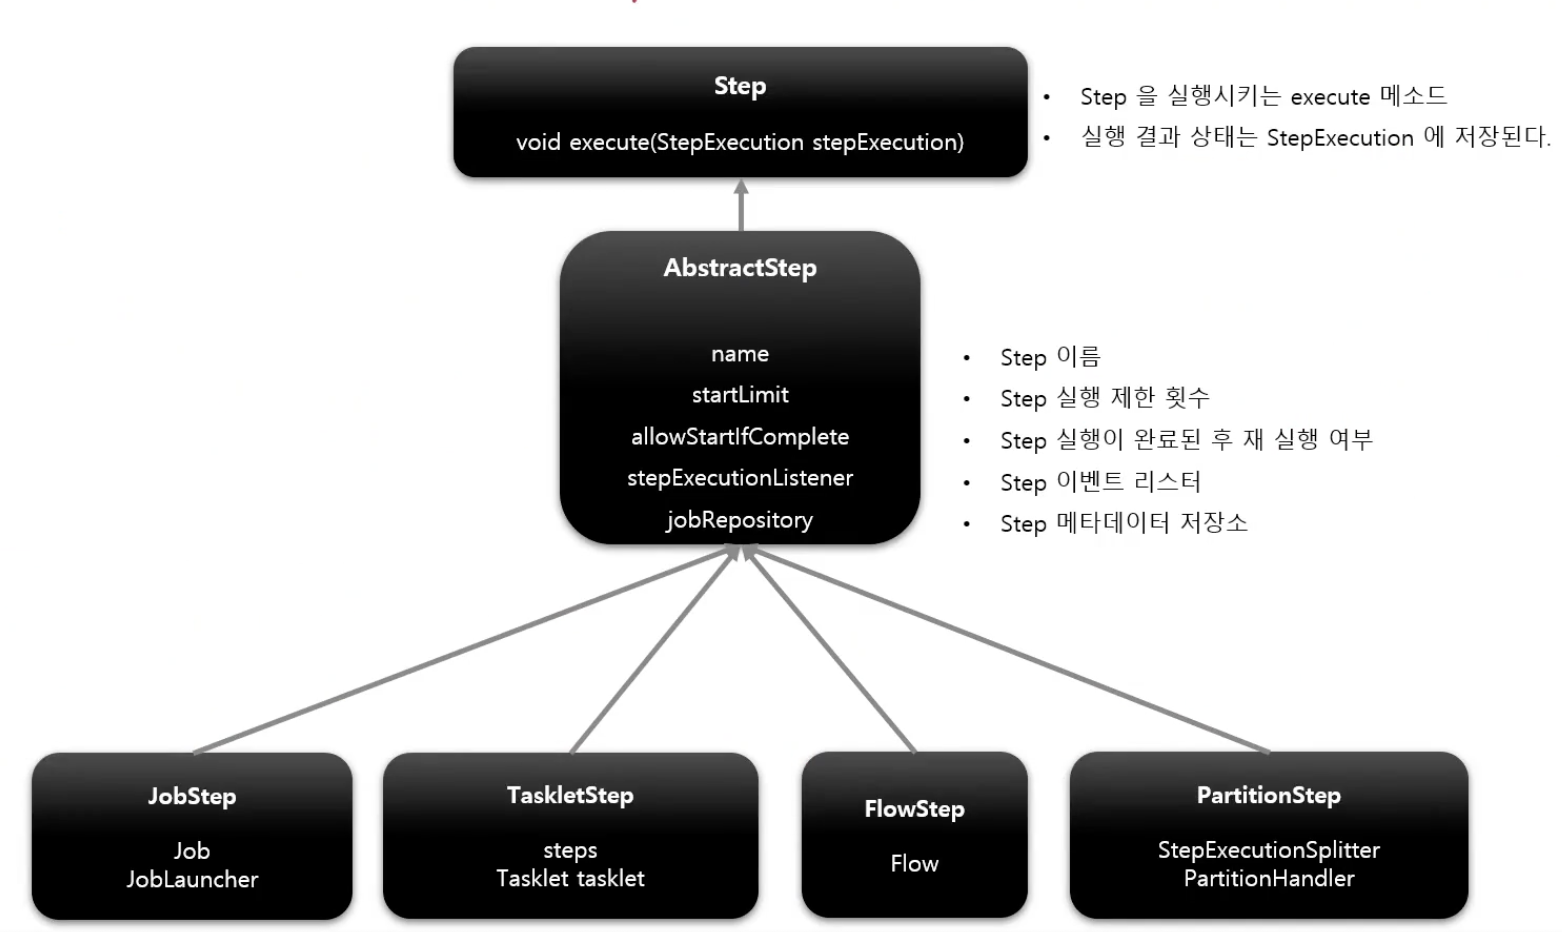 Step
void execute(StepExecution stepExecution)
• Step 을 실행시키는 execute 메소드
• 실행 결과 상태는 StepExecution 에 저장된다.
AbstractStep
name
startLimit
allowStartIfComplete
stepExecutionListener
jobRepository
• Step 이름
• Step 실행 제한 횟수
• Step 실행이 완료된 후 재 실행 여부
• Step 이벤트 리스터
• Step 메타데이터 저장소
JobStep
Job
JobLauncher
TaskletStep
steps
Tasklet tasklet
FlowStep
Flow
PartitionStep
StepExecutionSplitter
PartitionHandler